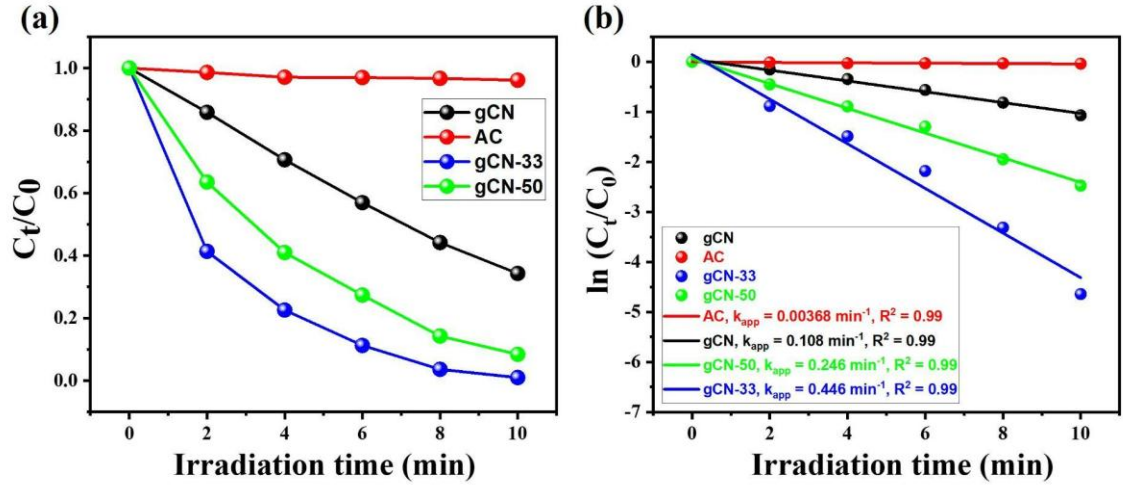 (a)
1.0
0.8
0.6
0.4
0.2
0.0
Ct/C0
gCN
AC
gCN-33
gCN-50
0 2 4 6 8 10
Irradiation time (min)
(b)
0
-1
-2
-3
-4
-5
-6
-7
ln (Ct/C0)
gCN
AC
gCN-33
gCN-50
AC, kapp = 0.00368 min⁻¹, R² = 0.99
gCN, kapp = 0.108 min⁻¹, R² = 0.99
gCN-50, kapp = 0.246 min⁻¹, R² = 0.99
gCN-33, kapp = 0.446 min⁻¹, R² = 0.99
0 2 4 6 8 10
Irradiation time (min)